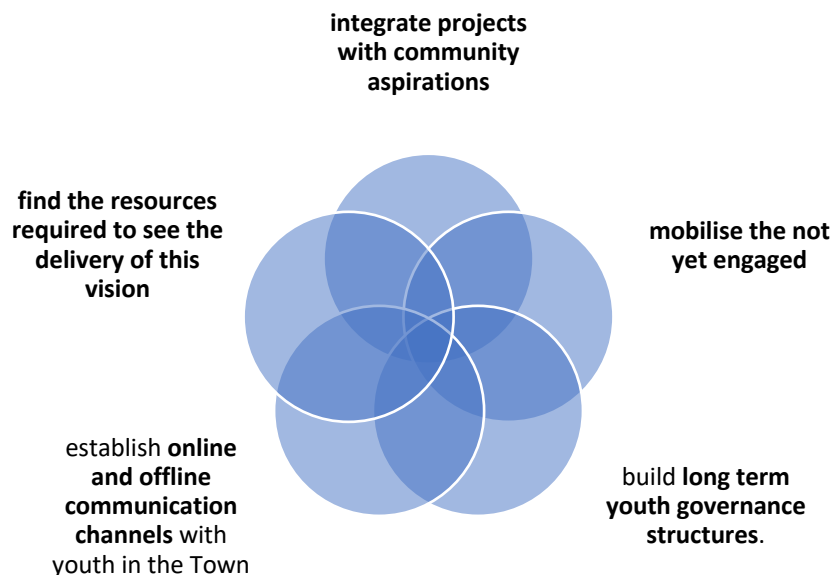 integrate projects
with community
aspirations
find the resources
required to see the
delivery of this
vision
mobilise the not
yet engaged
establish online
and offline
communication
channels with
youth in the Town
build long term
youth governance
structures.